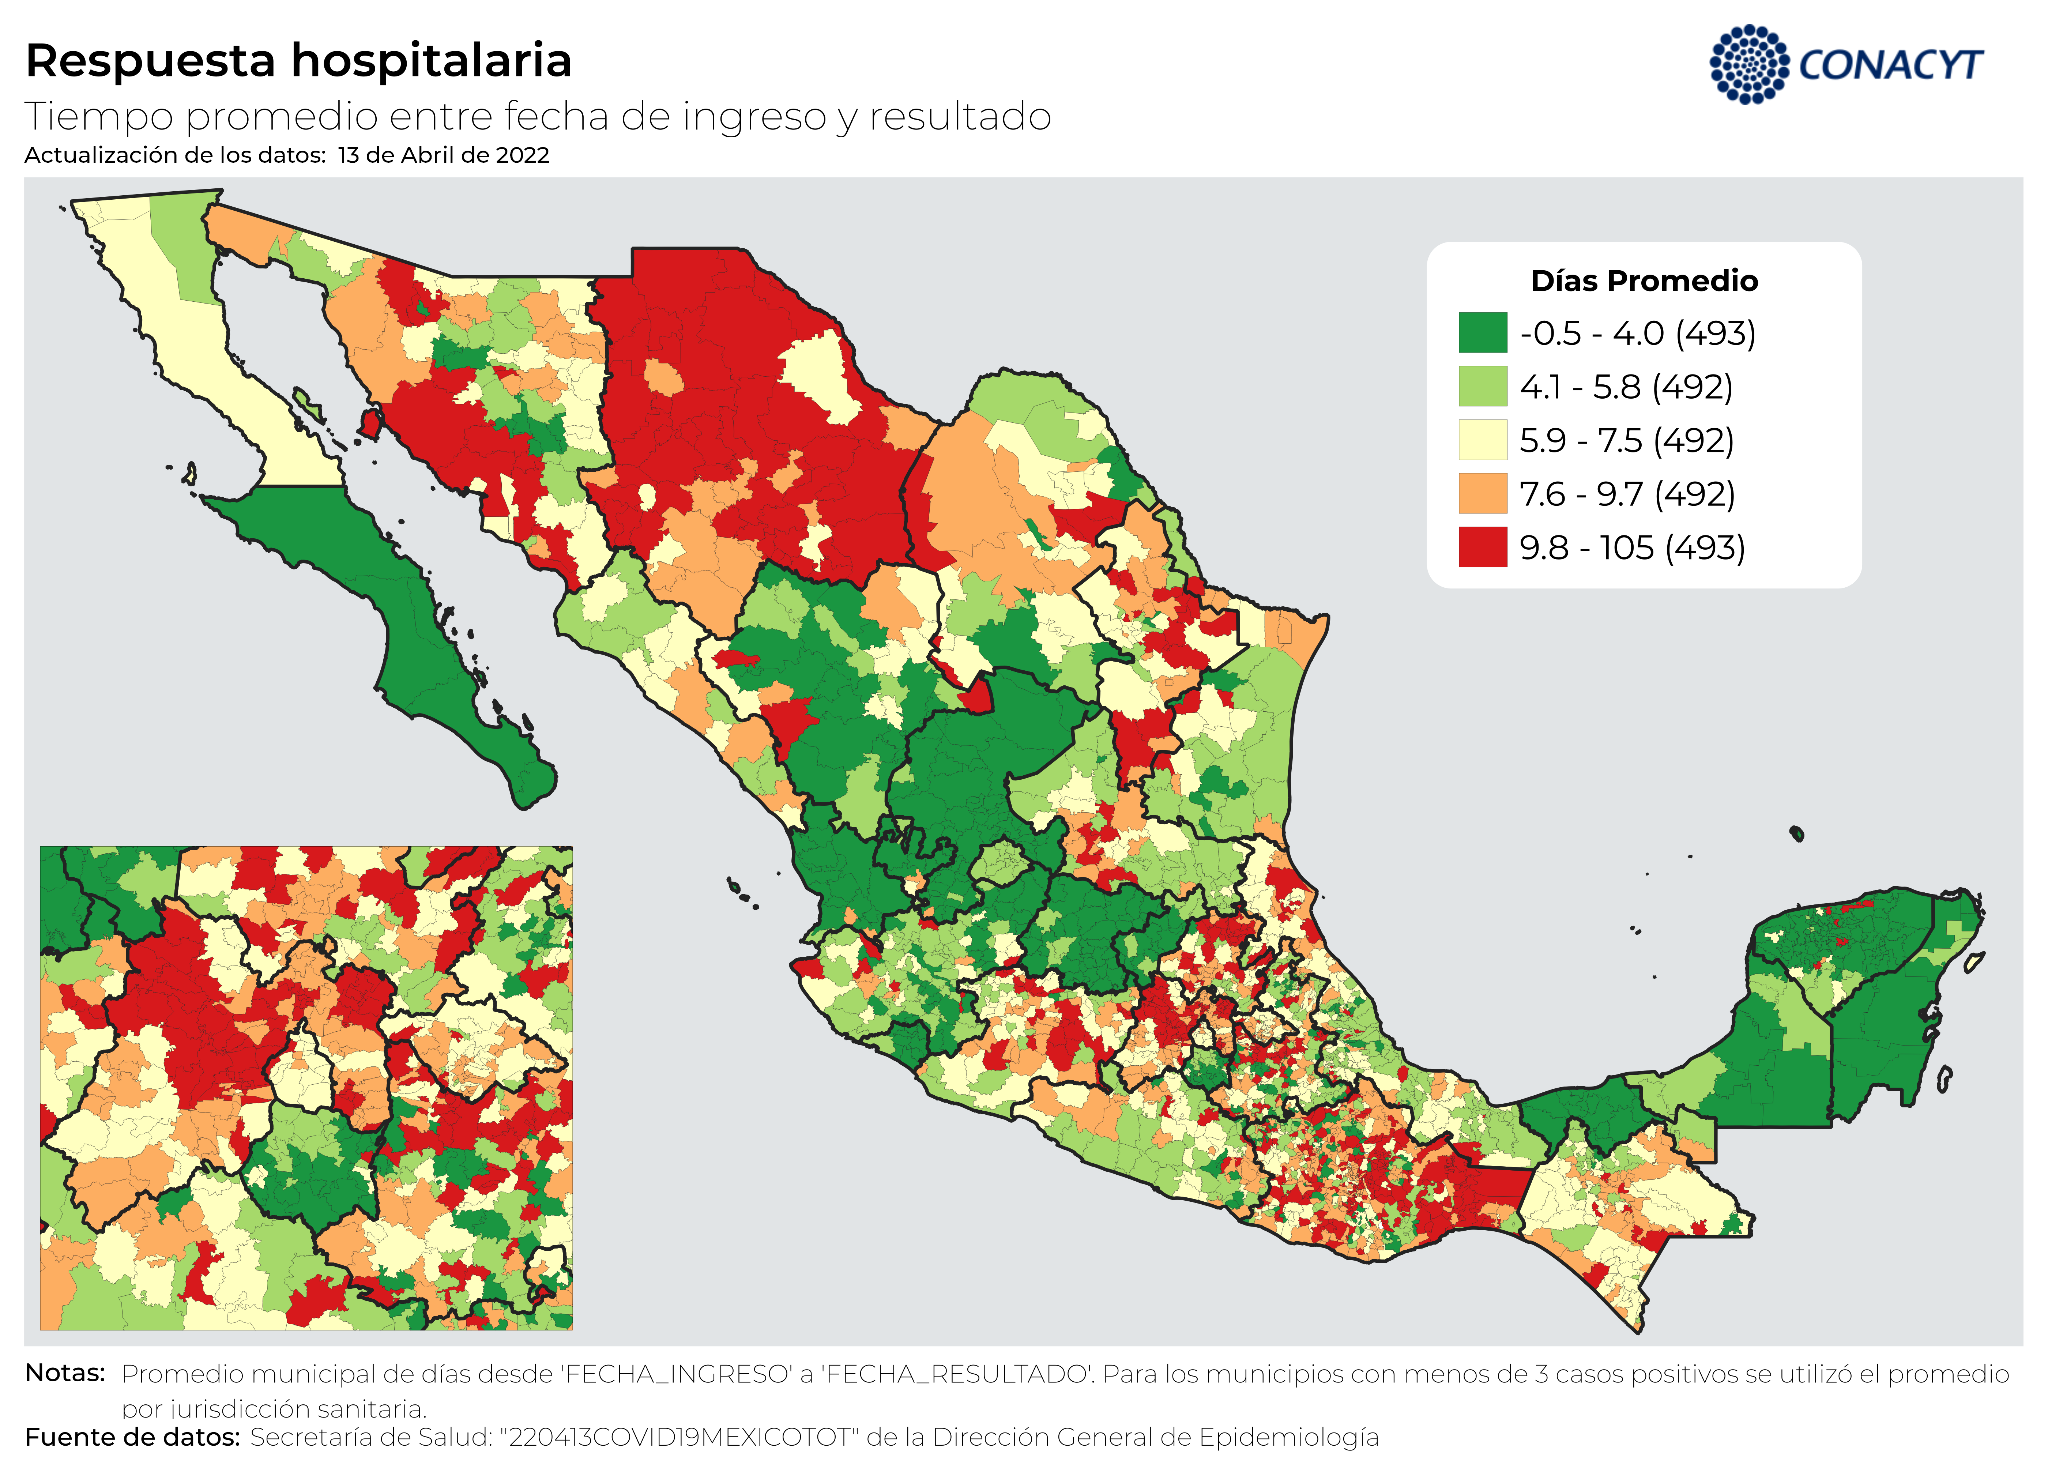 Respuesta hospitalaria
CONACYT
Tiempo promedio entre fecha de ingreso y resultado
Actualización de los datos: 13 de Abril de 2022
Días Promedio
-0.5 - 4.0 (493)
4.1 - 5.8 (492)
5.9 - 7.5 (492)
7.6 - 9.7 (492)
9.8 - 105 (493)
Notas: Promedio municipal de días desde 'FECHA_INGRESO' a 'FECHA_RESULTADO'. Para los municipios con menos de 3 casos positivos se utilizó el promedio
por jurisdicción sanitaria.
Fuente de datos: Secretaría de Salud: "220413COVID19MEXICOTOT" de la Dirección General de Epidemiología